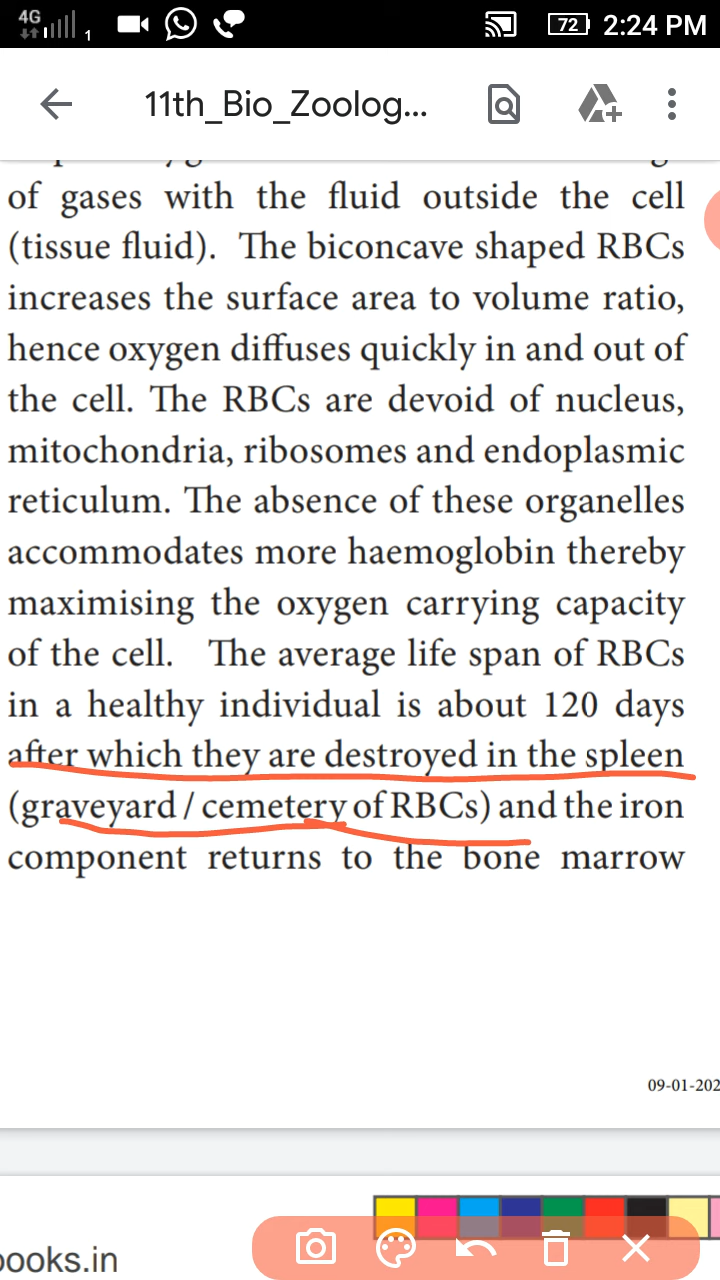 4G
1
72 2:24 PM
11th_Bio_Zoolog...
of gases with the fluid outside the cell
(tissue fluid). The biconcave shaped RBCs
increases the surface area to volume ratio,
hence oxygen diffuses quickly in and out of
the cell. The RBCs are devoid of nucleus,
mitochondria, ribosomes and endoplasmic
reticulum. The absence of these organelles
accommodates more haemoglobin thereby
maximising the oxygen carrying capacity
of the cell. The average life span of RBCs
in a healthy individual is about 120 days
after which they are destroyed in the spleen
(graveyard / cemetery of RBCs) and the iron
component returns to the bone marrow
09-01-202
ooks.in